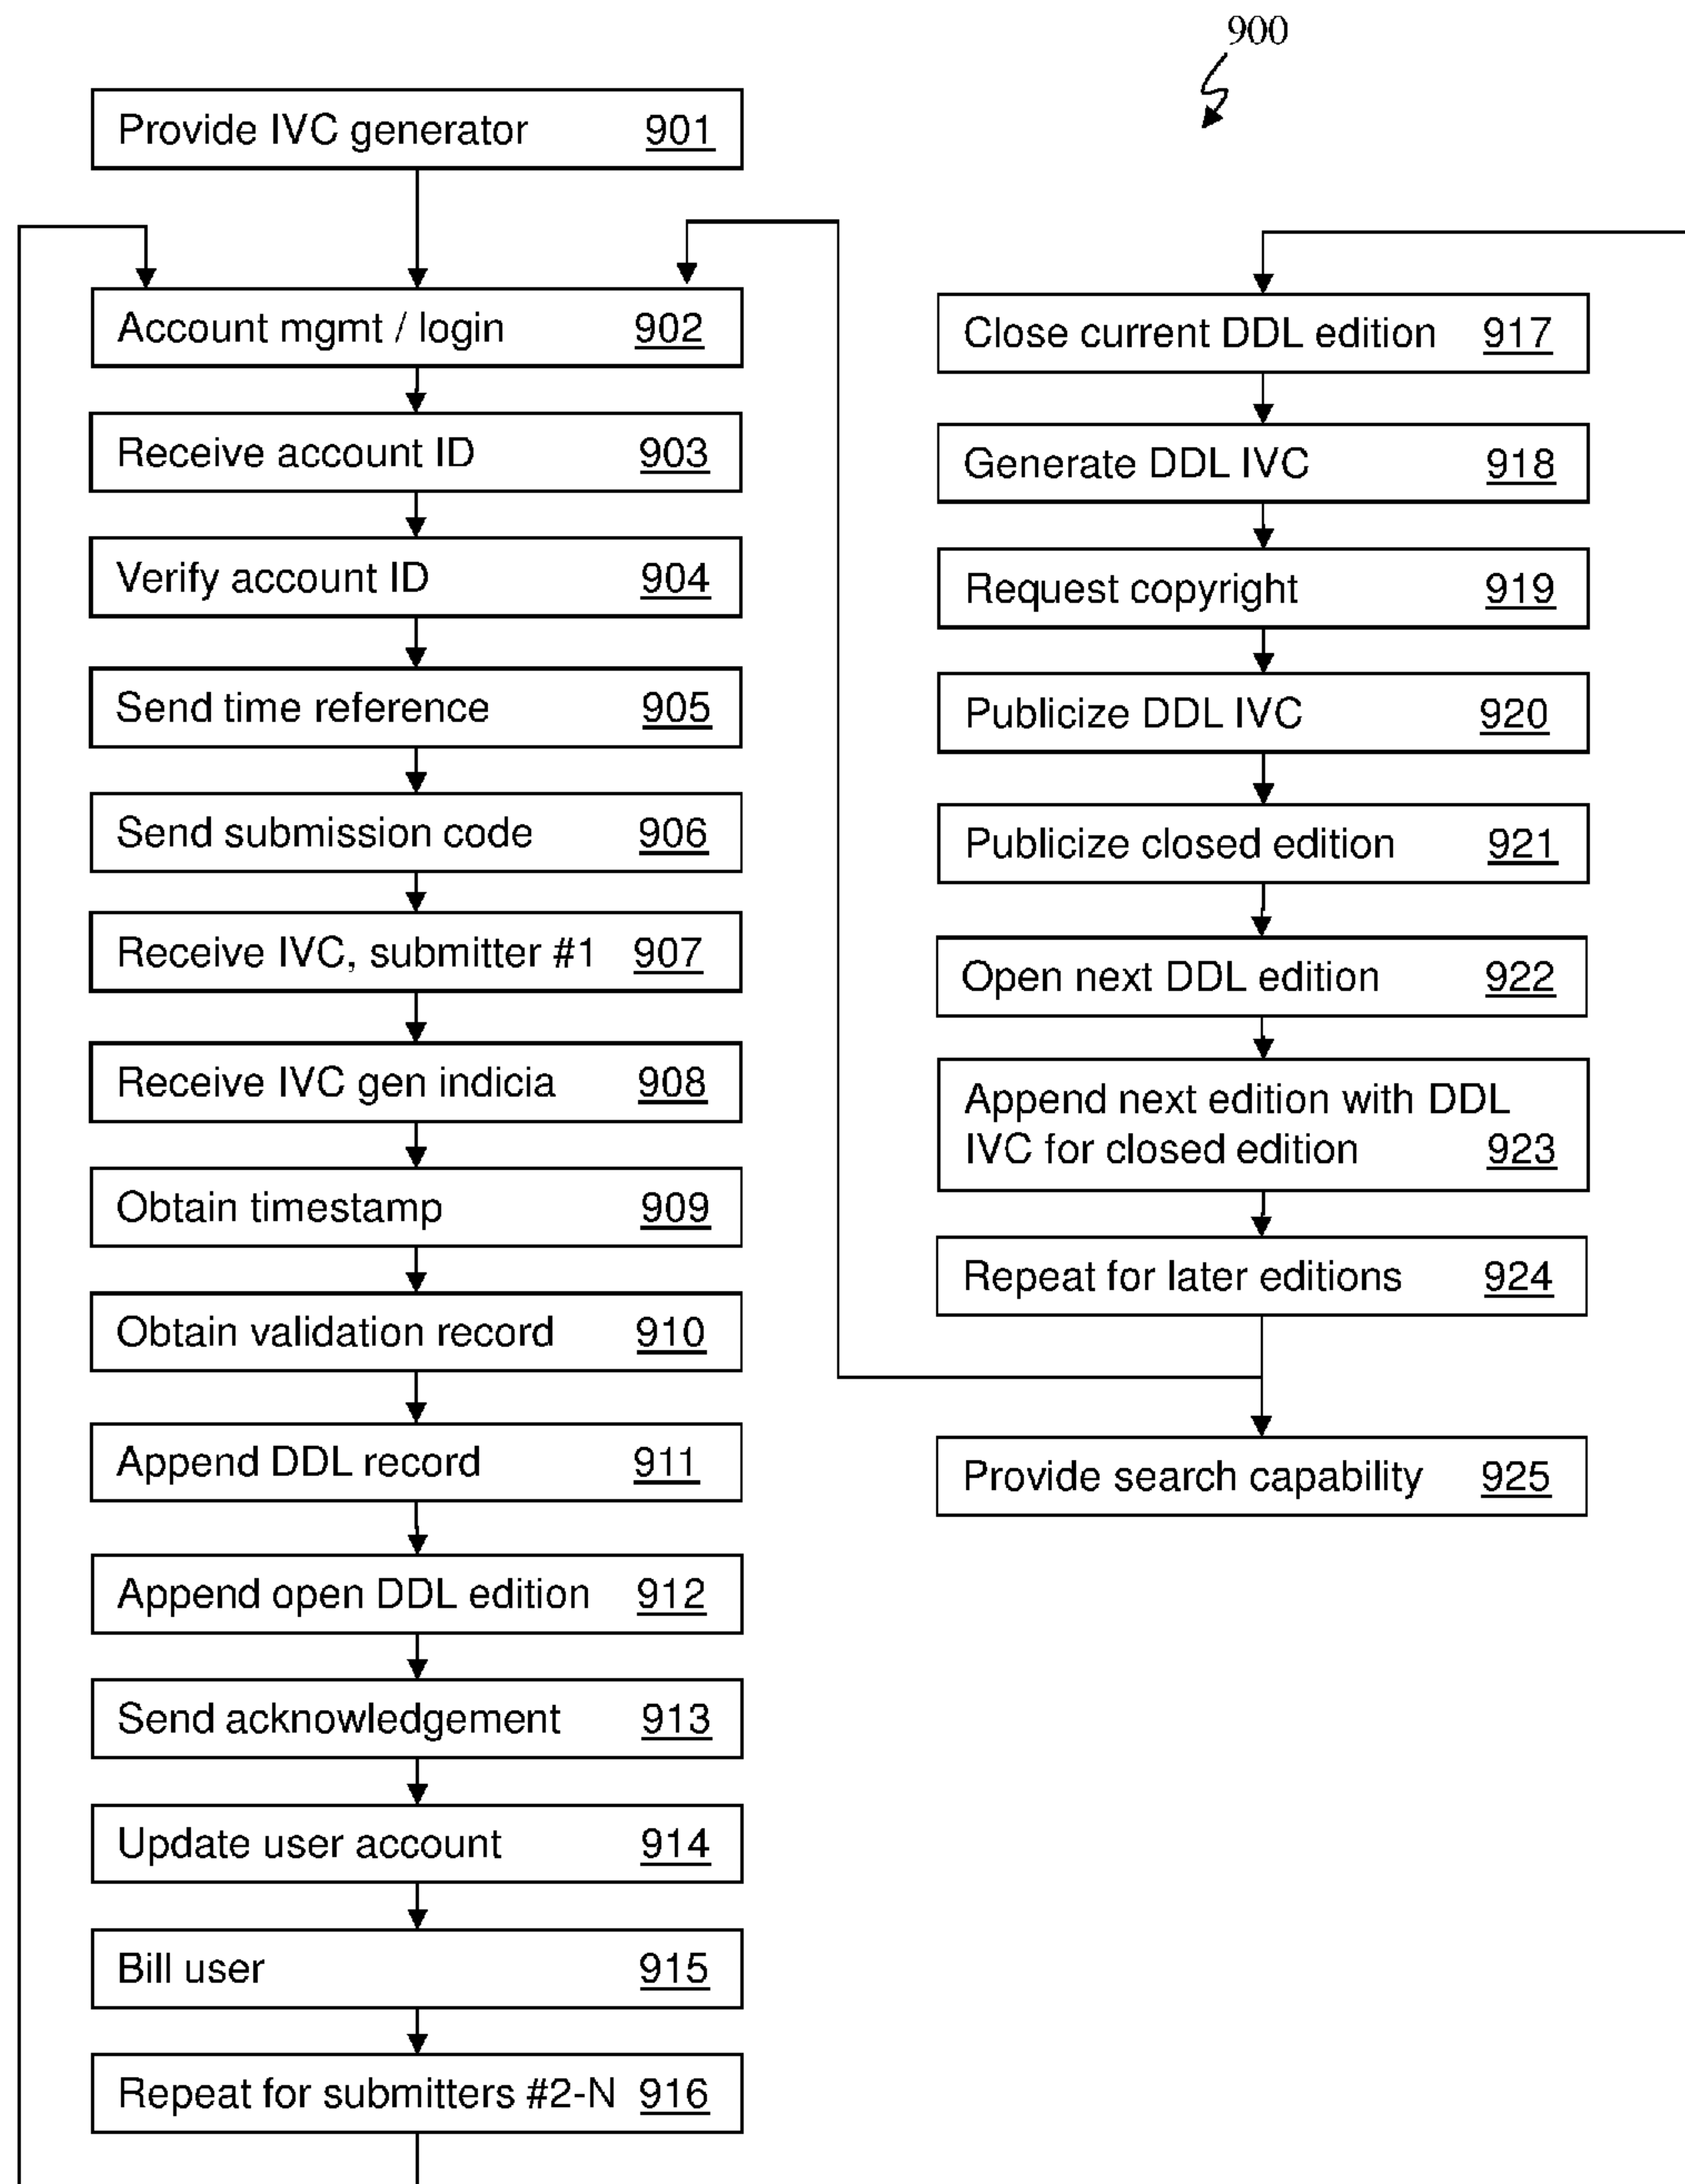 900
Provide IVC generator 901
Account mgmt / login 902
Receive account ID 903
Verify account ID 904
Send time reference 905
Send submission code 906
Receive IVC, submitter #1 907
Receive IVC gen indicia 908
Obtain timestamp 909
Obtain validation record 910
Append DDL record 911
Append open DDL edition 912
Send acknowledgement 913
Update user account 914
Bill user 915
Repeat for submitters #2-N 916
Close current DDL edition 917
Generate DDL IVC 918
Request copyright 919
Publicize DDL IVC 920
Publicize closed edition 921
Open next DDL edition 922
Append next edition with DDL
IVC for closed edition 923
Repeat for later editions 924
Provide search capability 925